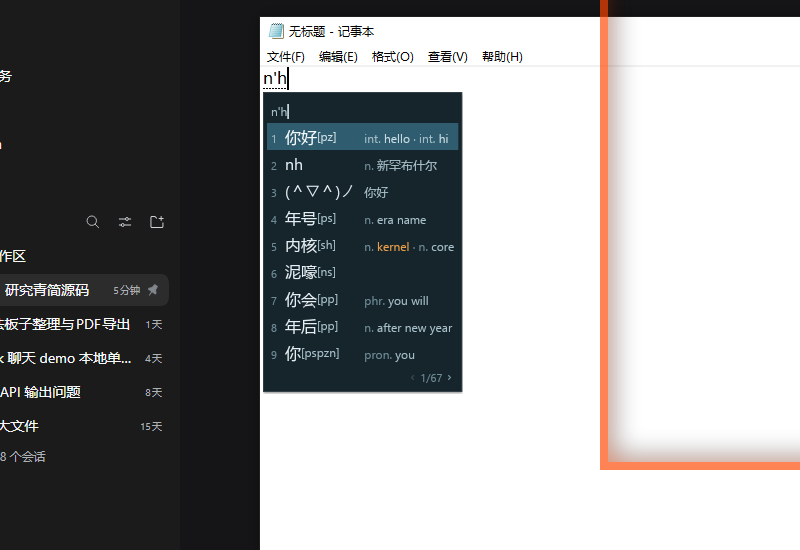 务
作区
研究青简源码 5分钟
板子整理与PDF导出 1天
聊天 demo 本地单... 4天
API 输出问题 8天
大文件 15天
8 个会话
无标题 - 记事本
文件(F) 编辑(E) 格式(O) 查看(V) 帮助(H)
n'h
n'h
1 你好[pz] int. hello · int. hi
2 nh n. 新罕布什尔
3 (＾▽＾)ノ 你好
4 年号[ps] n. era name
5 内核[sh] n. kernel · n. core
6 泥嚎[ns]
7 你会[pp] phr. you will
8 年后[pp] n. after new year
9 你[pspzn] pron. you
‹ 1/67 ›